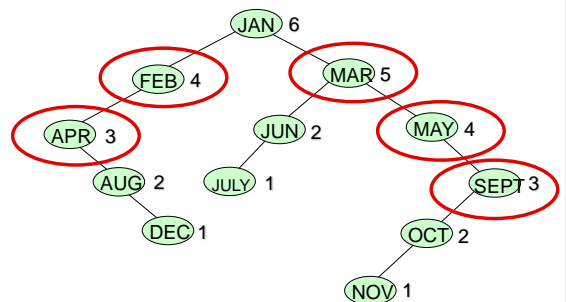 JAN 6
FEB 4
MAR 5
APR 3
JUN 2
MAY 4
AUG 2
JULY 1
SEPT 3
DEC 1
OCT 2
NOV 1